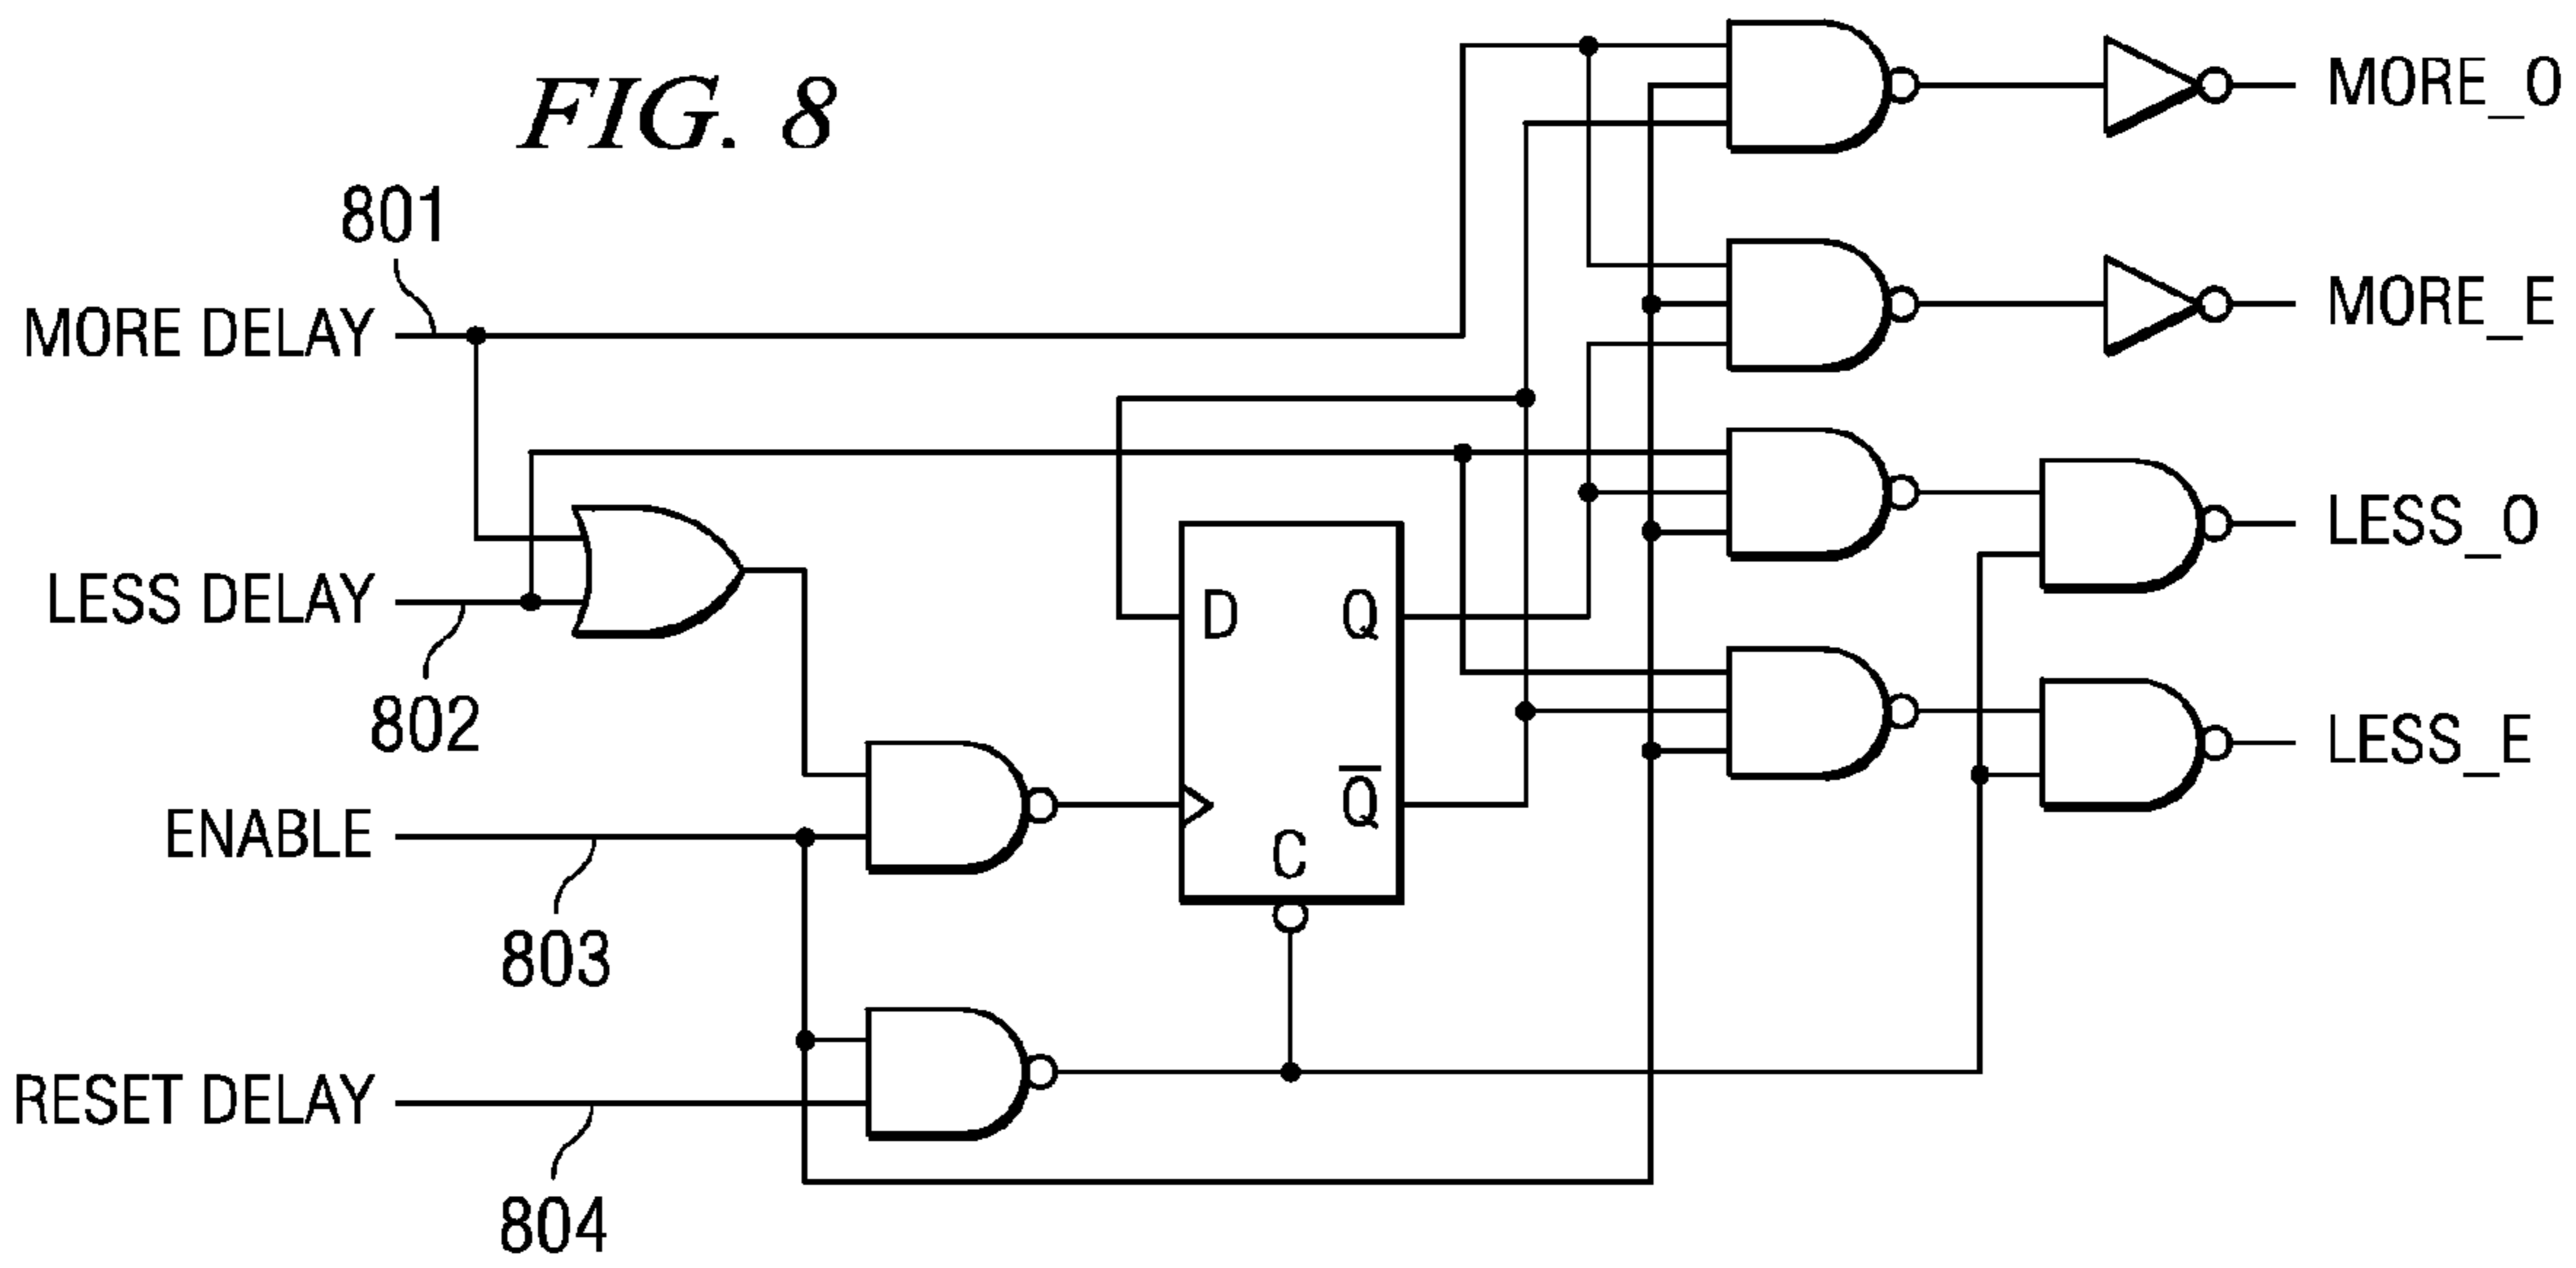 FIG. 8
801
MORE DELAY
LESS DELAY
802
ENABLE
803
RESET DELAY
804
D
Q
Q̅
C
MORE_O
MORE_E
LESS_O
LESS_E